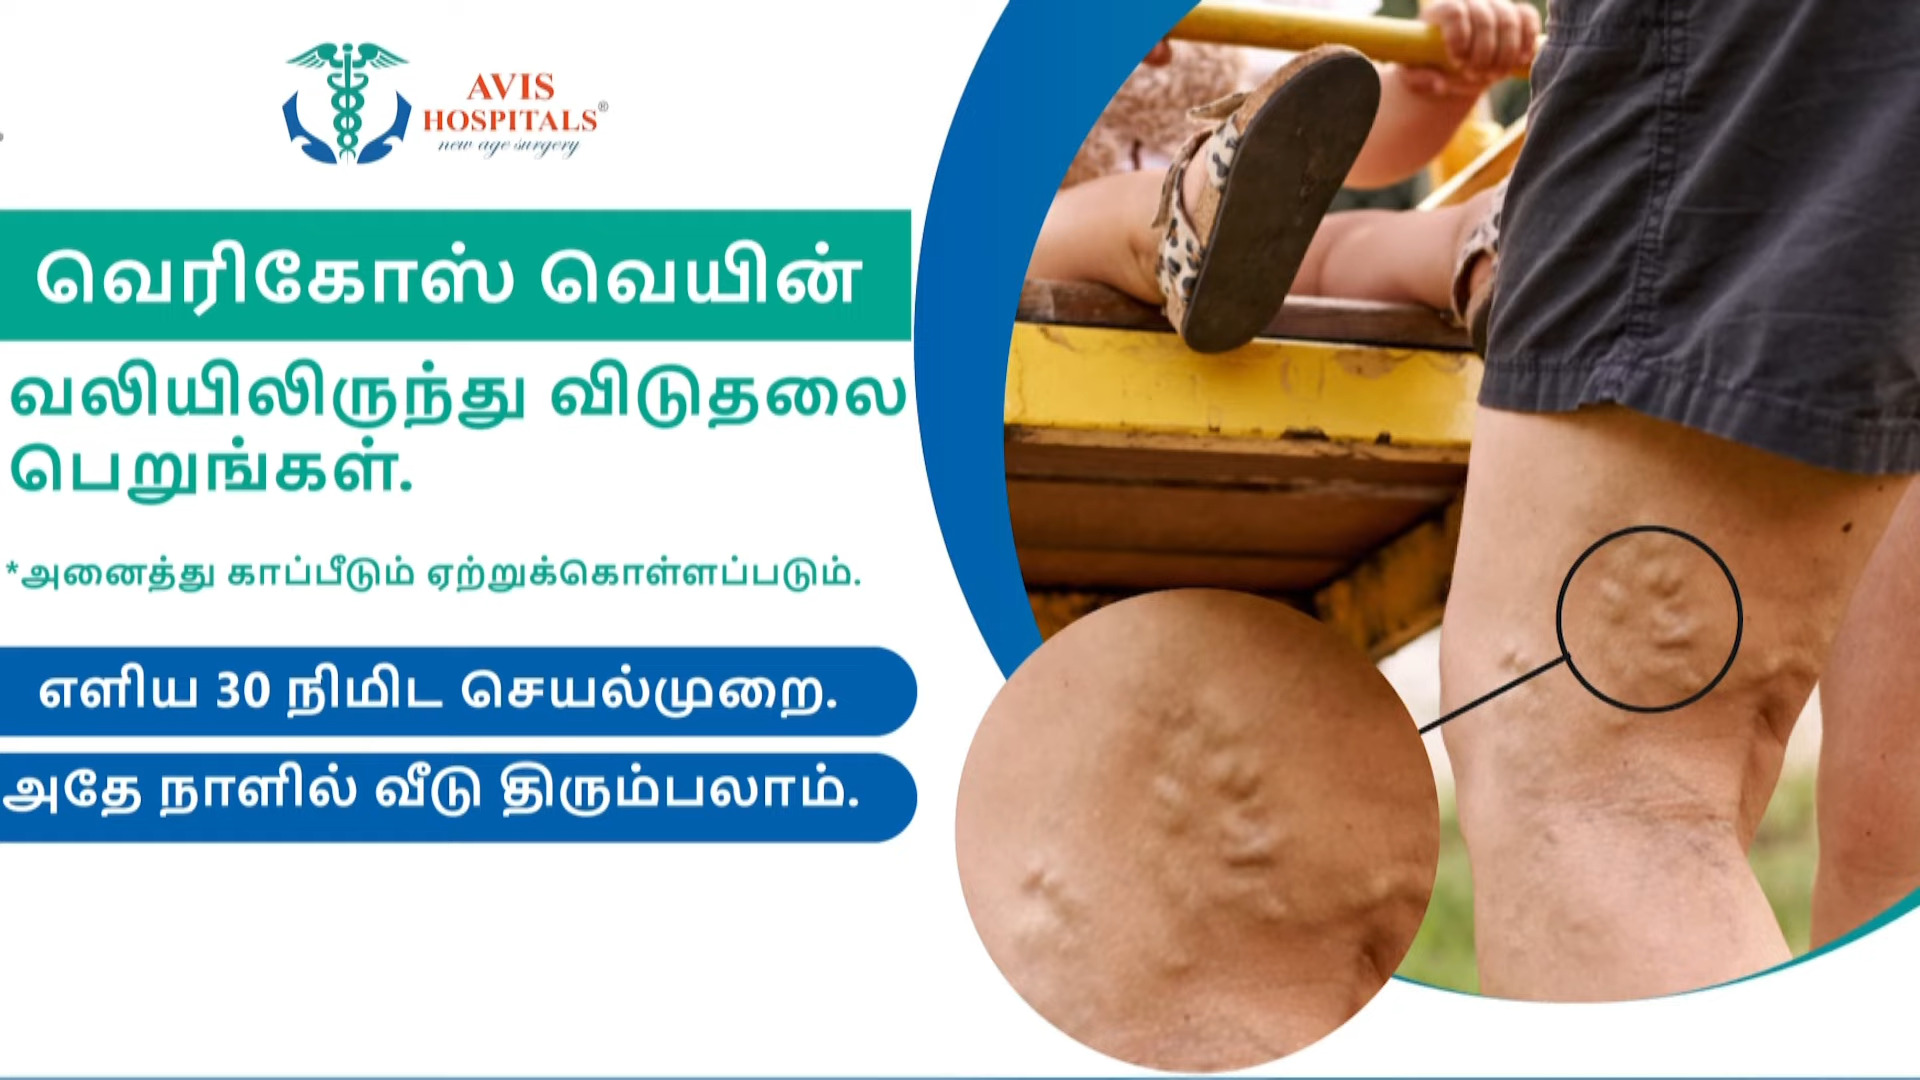 AVIS
HOSPITALS®
new age surgery
வெரிகோஸ் வெயின்
வலியிலிருந்து விடுதலை
பெறுங்கள்.
*அனைத்து காப்பீடும் ஏற்றுக்கொள்ளப்படும்.
எளிய 30 நிமிட செயல்முறை.
அதே நாளில் வீடு திரும்பலாம்.